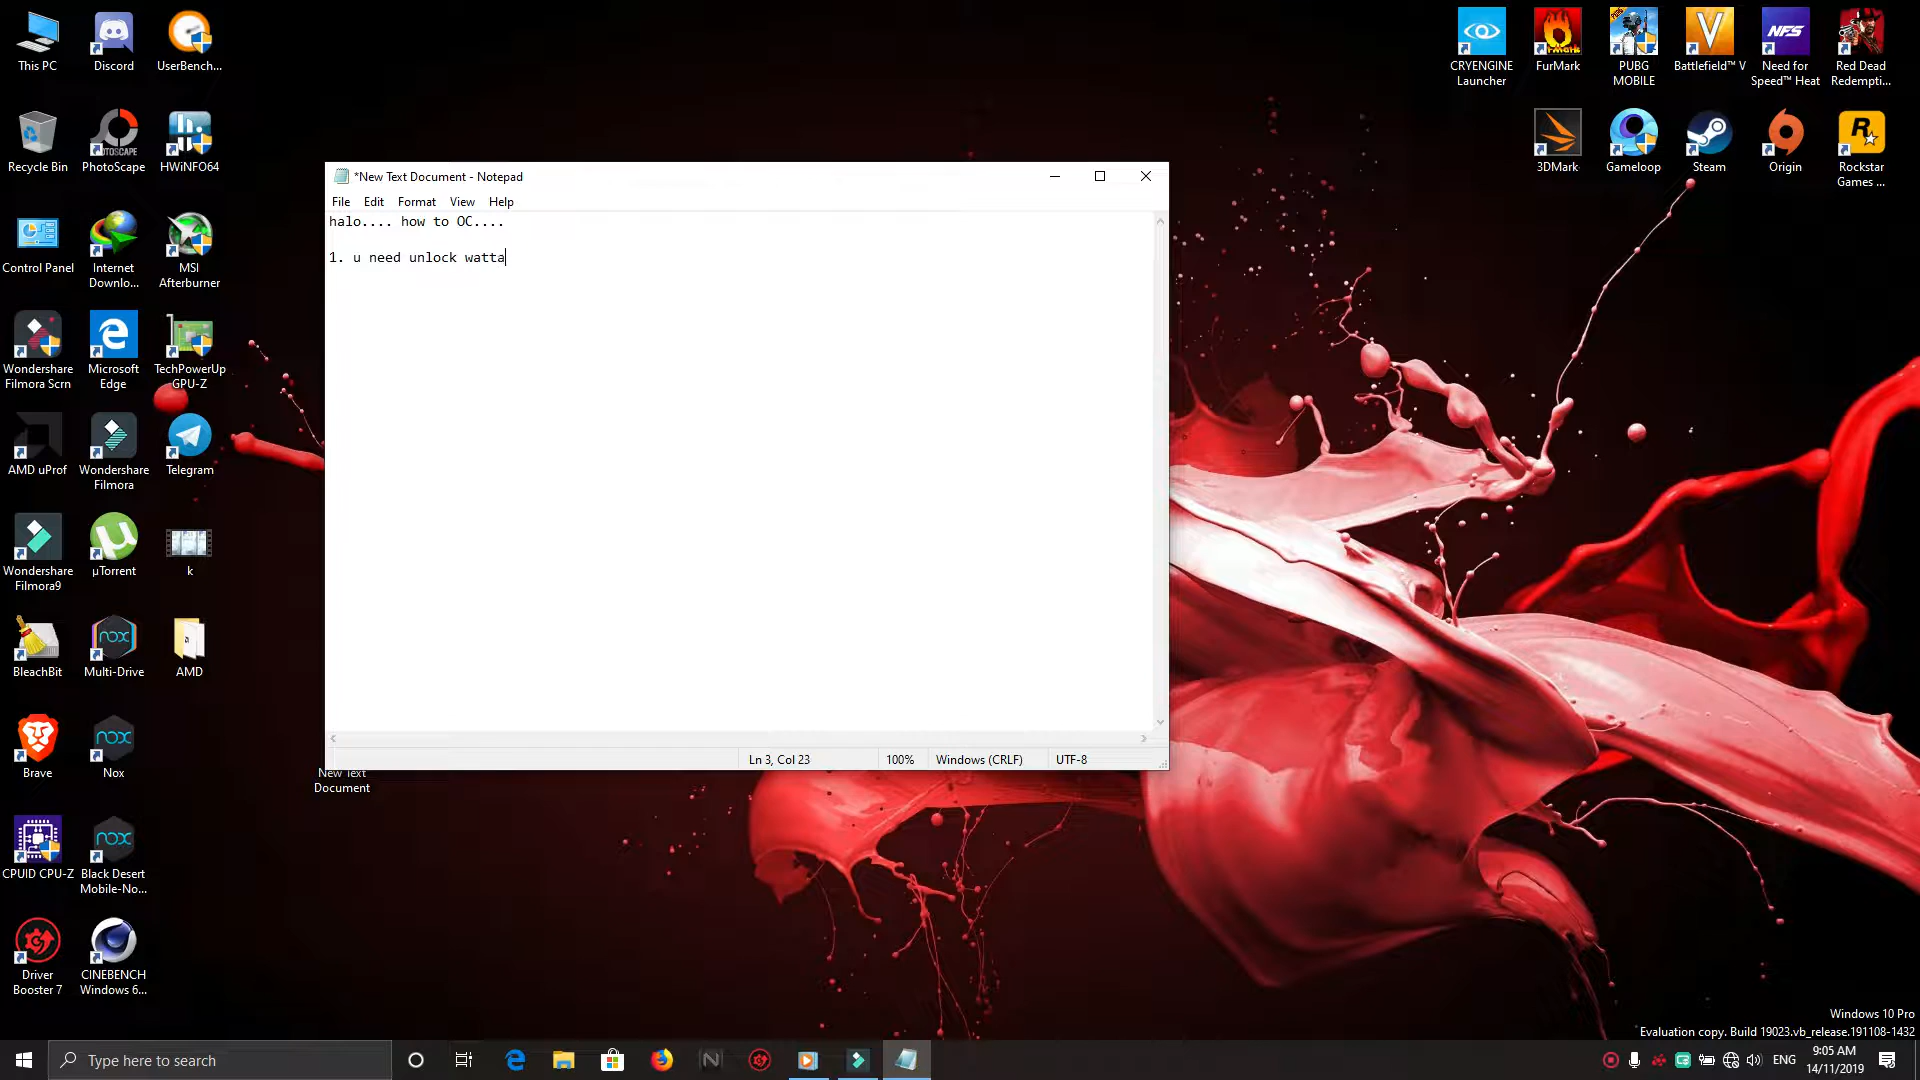 This PC
Discord
UserBench...
Recycle Bin
PhotoScape
HWiNFO64
Control Panel
Internet
Downlo...
MSI
Afterburner
Wondershare
Filmora Scrn
Microsoft
Edge
TechPowerUp
GPU-Z
AMD uProf
Wondershare
Filmora
Telegram
Wondershare
Filmora9
µTorrent
k
BleachBit
Multi-Drive
AMD
Brave
Nox
CPUID CPU-Z
Black Desert
Mobile-No...
Driver
Booster 7
CINEBENCH
Windows 6...
CRYENGINE
Launcher
FurMark
PUBG
MOBILE
Battlefield™ V
Need for
Speed™ Heat
Red Dead
Redempti...
3DMark
Gameloop
Steam
Origin
Rockstar
Games ...
*New Text Document - Notepad
File Edit Format View Help
halo.... how to OC....
1. u need unlock watta
Ln 3, Col 23
100%
Windows (CRLF)
UTF-8
New Text
Document
Windows 10 Pro
Evaluation copy. Build 19023.vb_release.191108-1432
Type here to search
ENG
9:05 AM
14/11/2019